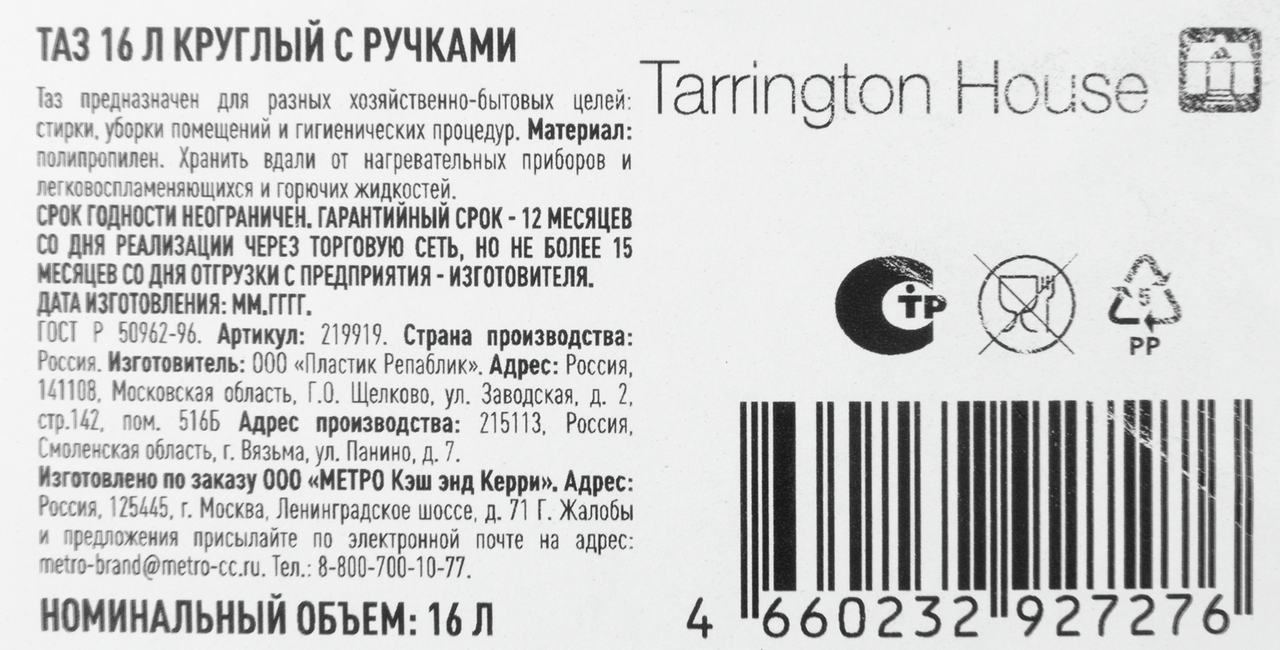 ТАЗ 16 Л КРУГЛЫЙ С РУЧКАМИ
Таз предназначен для разных хозяйственно-бытовых целей:
стирки, уборки помещений и гигиенических процедур. Материал:
полипропилен. Хранить вдали от нагревательных приборов и
легковоспламеняющихся и горючих жидкостей.
СРОК ГОДНОСТИ НЕОГРАНИЧЕН. ГАРАНТИЙНЫЙ СРОК - 12 МЕСЯЦЕВ
СО ДНЯ РЕАЛИЗАЦИИ ЧЕРЕЗ ТОРГОВУЮ СЕТЬ, НО НЕ БОЛЕЕ 15
МЕСЯЦЕВ СО ДНЯ ОТГРУЗКИ С ПРЕДПРИЯТИЯ - ИЗГОТОВИТЕЛЯ.
ДАТА ИЗГОТОВЛЕНИЯ: ММ.ГГГГ.
ГОСТ Р 50962-96. Артикул: 219919. Страна производства:
Россия. Изготовитель: ООО «Пластик Репаблик». Адрес: Россия,
141108, Московская область, Г.О. Щелково, ул. Заводская, д. 2,
стр.142, пом. 516Б Адрес производства: 215113, Россия,
Смоленская область, г. Вязьма, ул. Панино, д. 7.
Изготовлено по заказу ООО «МЕТРО Кэш энд Керри». Адрес:
Россия, 125445, г. Москва, Ленинградское шоссе, д. 71 Г. Жалобы
и предложения присылайте по электронной почте на адрес:
metro-brand@metro-cc.ru. Тел.: 8-800-700-10-77.
НОМИНАЛЬНЫЙ ОБЪЕМ: 16 Л
Tarrington House
СТР
5
PP
4 660232 927276